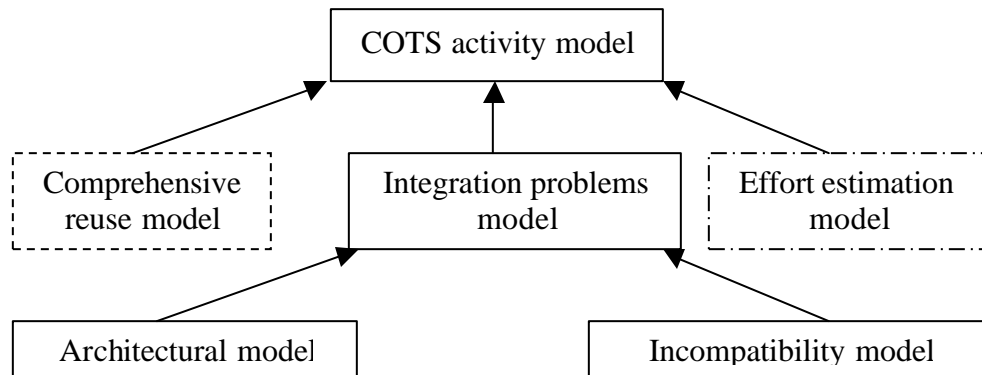 COTS activity model
Comprehensive
reuse model
Integration problems
model
Effort estimation
model
Architectural model
Incompatibility model